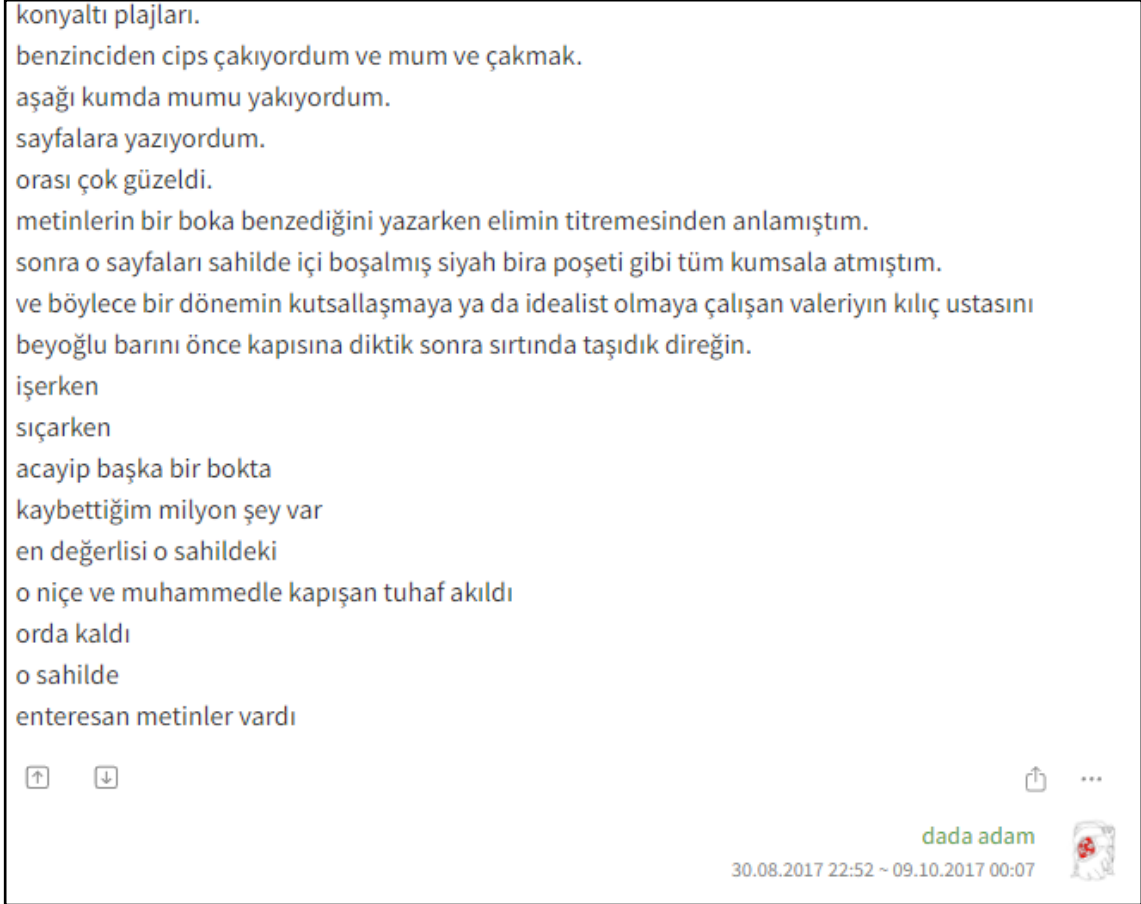 konyaltı plajları.
benzinciden cips çakıyordum ve mum ve çakmak.
aşağı kumda mumu yakıyordum.
sayfalara yazıyordum.
orası çok güzeldi.
metinlerin bir boka benzediğini yazarken elimin titremesinden anlamıştım.
sonra o sayfaları sahilde içi boşalmış siyah bira poşeti gibi tüm kumsala atmıştım.
ve böylece bir dönemin kutsallaşmaya ya da idealist olmaya çalışan valeriyın kılıç ustasını
beyoğlu barını önce kapısına diktik sonra sırtında taşıdık direğin.
işerken
sıçarken
acayip başka bir bokta
kaybettiğim milyon şey var
en değerlisi o sahildeki
o niçe ve muhammedle kapışan tuhaf akıldı
orda kaldı
o sahilde
enteresan metinler vardı
dada adam
30.08.2017 22:52 ~ 09.10.2017 00:07